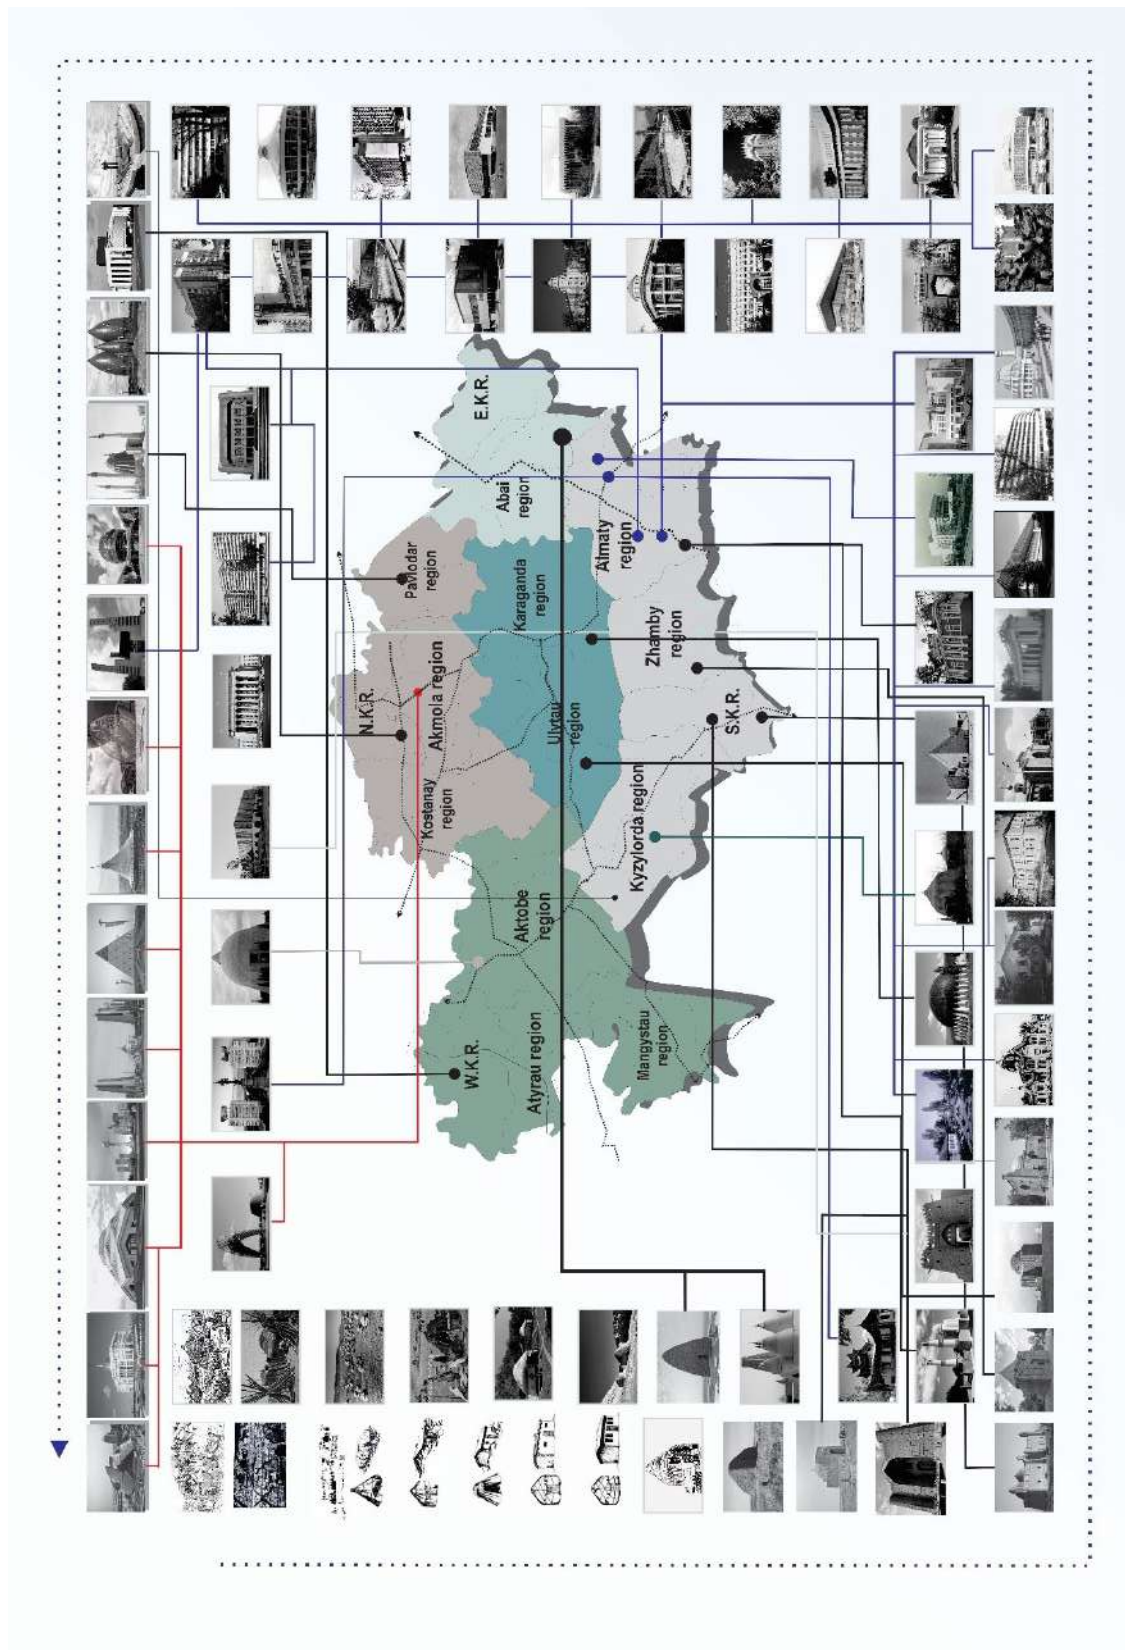 N.K.R.
Kostanay
region
Akmola region
Pavlodar
region
W.K.R.
Atyrau region
Aktobe
region
Ulytau
region
Karaganda
region
Abai
region
E.K.R.
Mangystau
region
Kyzylorda region
S.K.R.
Zhamby
region
Almaty
region